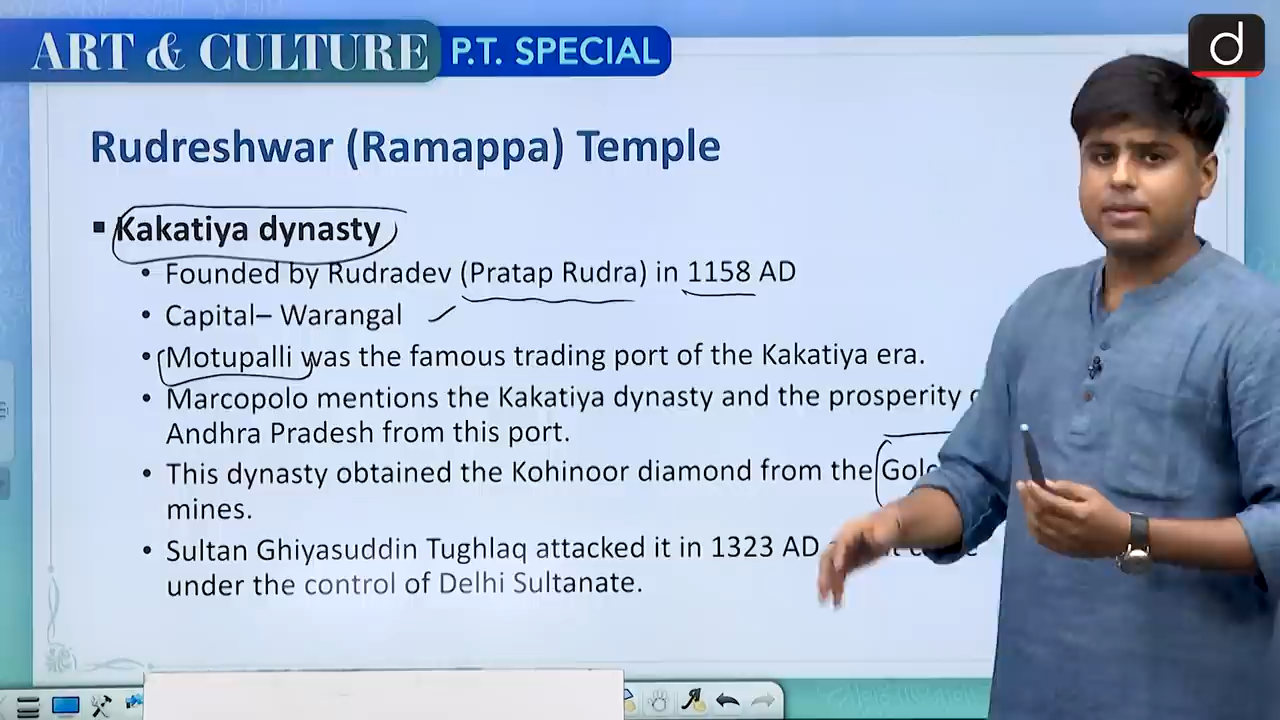 ART & CULTURE P.T. SPECIAL
d
Rudreshwar (Ramappa) Temple
▪ Kakatiya dynasty
• Founded by Rudradev (Pratap Rudra) in 1158 AD
• Capital– Warangal
• Motupalli was the famous trading port of the Kakatiya era.
• Marcopolo mentions the Kakatiya dynasty and the prosperity
Andhra Pradesh from this port.
• This dynasty obtained the Kohinoor diamond from the
mines.
• Sultan Ghiyasuddin Tughlaq attacked it in 1323 AD
under the control of Delhi Sultanate.